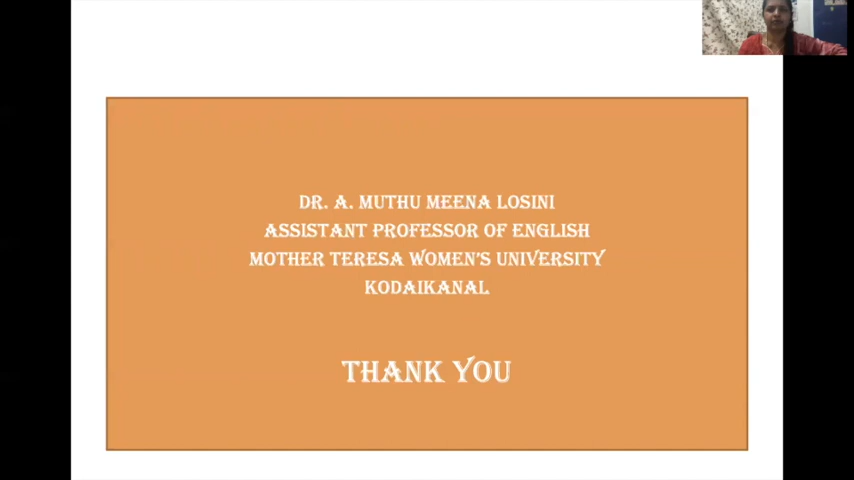 DR. A. MUTHU MEENA LOSINI
ASSISTANT PROFESSOR OF ENGLISH
MOTHER TERESA WOMEN'S UNIVERSITY
KODAIKANAL
THANK YOU